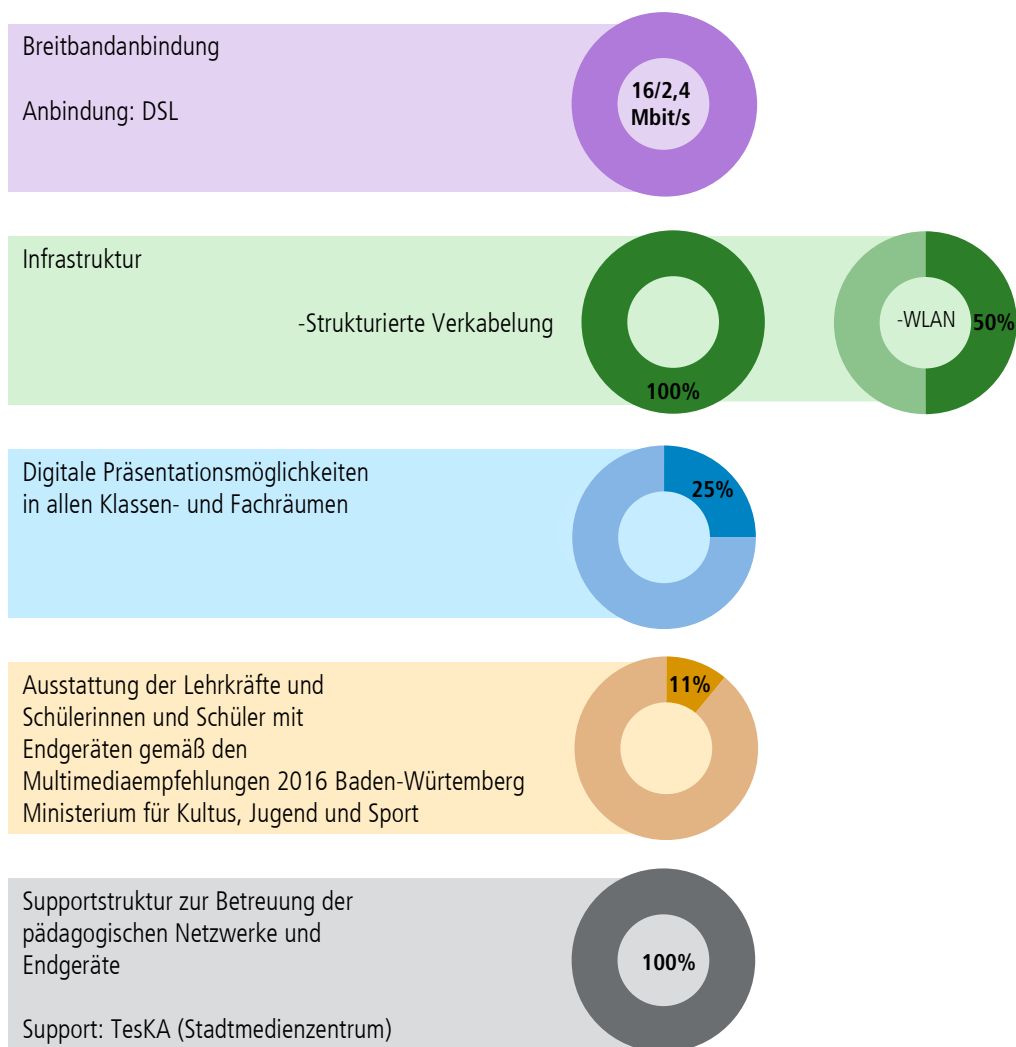 Breitbandanbindung
Anbindung: DSL
16/2,4
Mbit/s
Infrastruktur
-Strukturierte Verkabelung
100%
-WLAN
50%
Digitale Präsentationsmöglichkeiten
in allen Klassen- und Fachräumen
25%
Ausstattung der Lehrkräfte und
Schülerinnen und Schüler mit
Endgeräten gemäß den
Multimediaempfehlungen 2016 Baden-Würtemberg
Ministerium für Kultus, Jugend und Sport
11%
Supportstruktur zur Betreuung der
pädagogischen Netzwerke und
Endgeräte
Support: TesKA (Stadtmedienzentrum)
100%